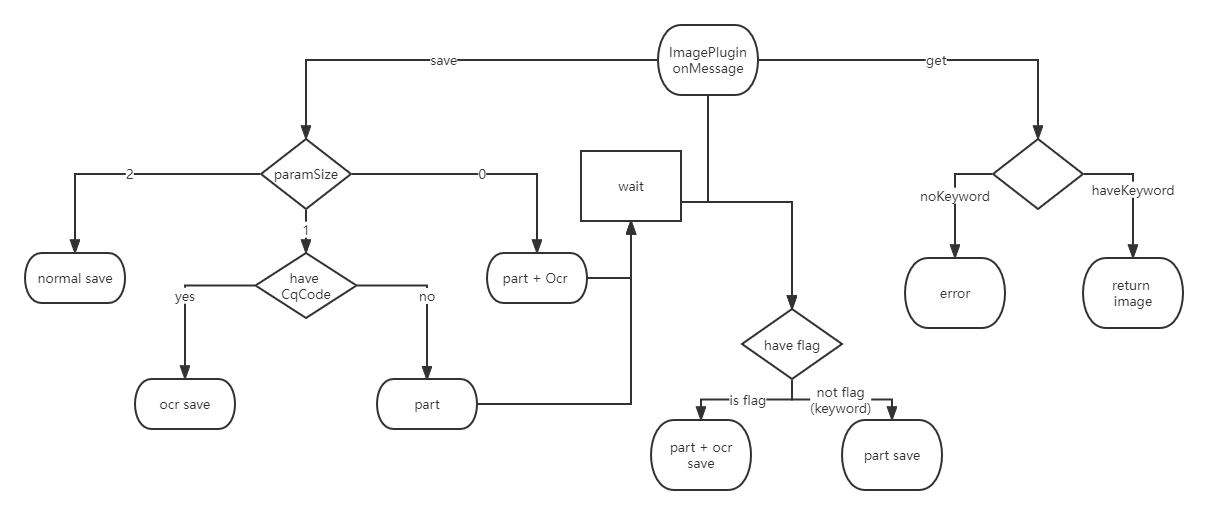 ImagePlugin
onMessage
save
get
paramSize
2
0
1
wait
noKeyword
haveKeyword
normal save
have
CqCode
part + Ocr
yes
no
error
return
image
have flag
ocr save
part
is flag
not flag
(keyword)
part + ocr
save
part save